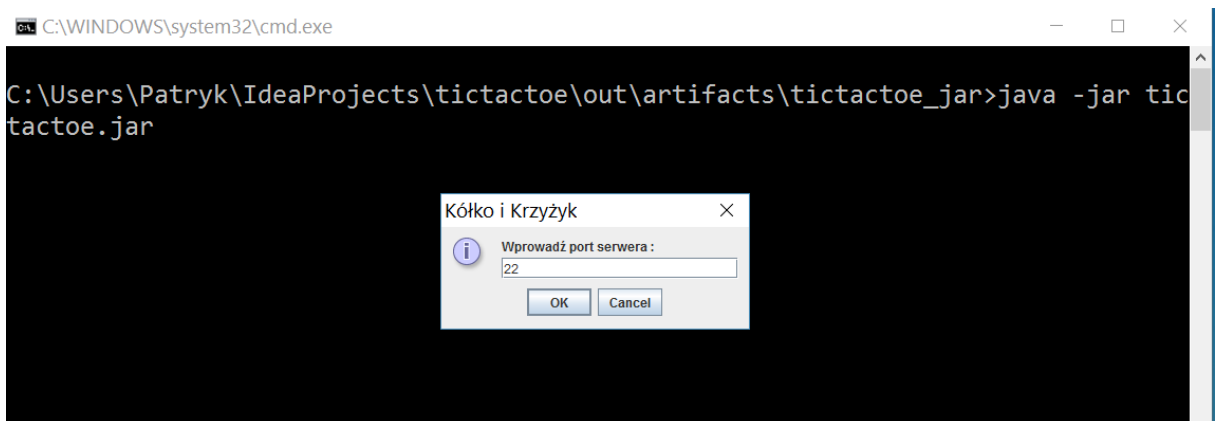 C:\WINDOWS\system32\cmd.exe
C:\Users\Patryk\IdeaProjects\tictactoe\out\artifacts\tictactoe_jar>java -jar tic
tactoe.jar
Kółko i Krzyżyk
Wprowadź port serwera :
22
OK Cancel